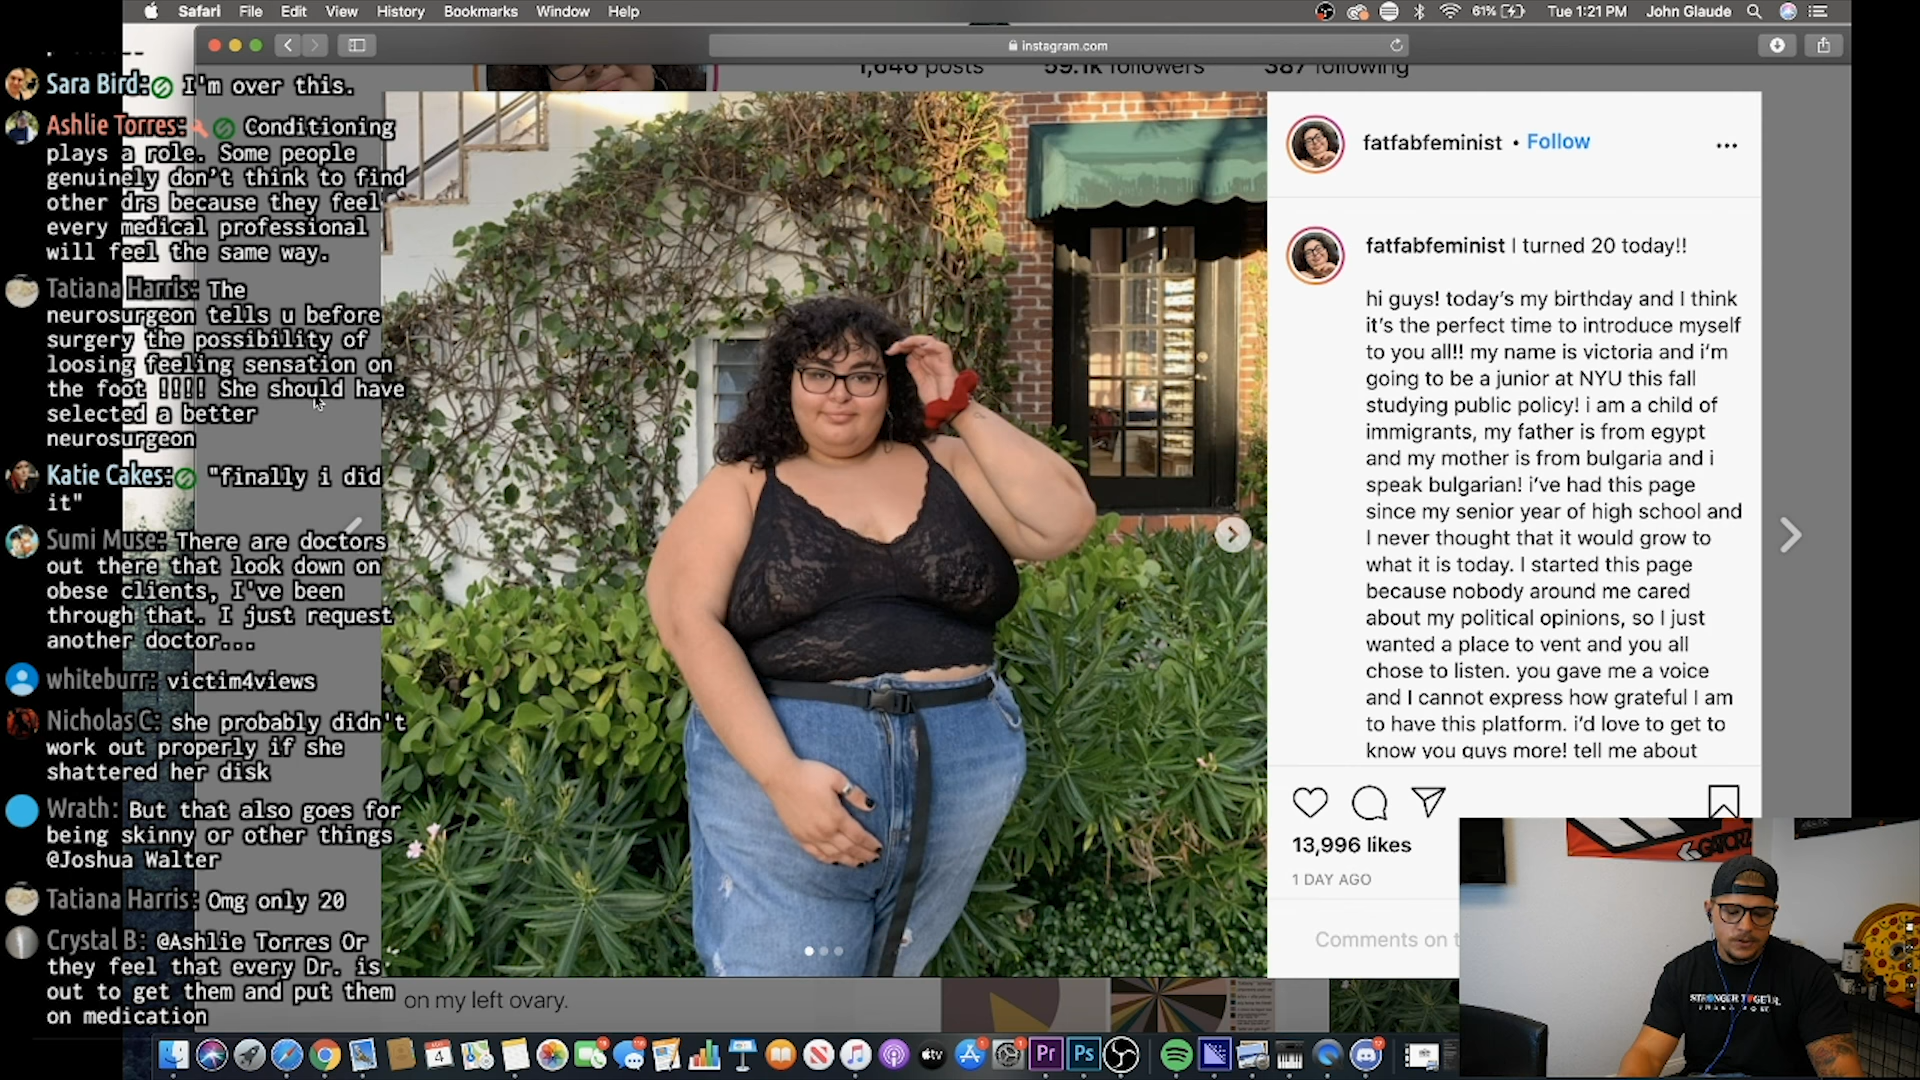 Safari File Edit View History Bookmarks Window Help
61% Tue 1:21 PM John Glaude
instagram.com
1,646 posts 59.1k followers 387 following
Sara Bird: I'm over this.
Ashlie Torres: Conditioning
plays a role. Some people
genuinely don't think to find
other drs because they feel
every medical professional
will feel the same way.
Tatiana Harris: The
neurosurgeon tells u before
surgery the possibility of
loosing feeling sensation on
the foot !!!! She should have
selected a better
neurosurgeon
Katie Cakes: "finally i did
it"
Sumi Muse: There are doctors
out there that look down on
obese clients, I've been
through that. I just request
another doctor...
whiteburr: victim4views
Nicholas C: she probably didn't
work out properly if she
shattered her disk
Wrath: But that also goes for
being skinny or other things
@Joshua Walter
Tatiana Harris: Omg only 20
Crystal B: @Ashlie Torres Or
they feel that every Dr. is
out to get them and put them
on medication
fatfabfeminist • Follow
fatfabfeminist I turned 20 today!!
hi guys! today's my birthday and I think
it's the perfect time to introduce myself
to you all!! my name is victoria and i'm
going to be a junior at NYU this fall
studying public policy! i am a child of
immigrants, my father is from egypt
and my mother is from bulgaria and i
speak bulgarian! i've had this page
since my senior year of high school and
I never thought that it would grow to
what it is today. I started this page
because nobody around me cared
about my political opinions, so I just
wanted a place to vent and you all
chose to listen. you gave me a voice
and I cannot express how grateful I am
to have this platform. i'd love to get to
know you guys more! tell me about
13,996 likes
1 DAY AGO
Comments on t
on my left ovary.
GATORZ
STRONGER TOGETHER
4
tv
Pr
Ps